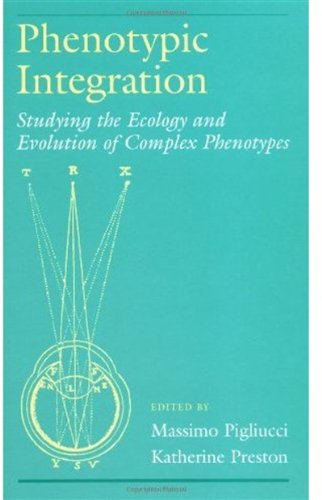 Phenotypic
Integration
Studying the Ecology and
Evolution of Complex Phenotypes
T R X
EDITED BY
Massimo Pigliucci
Katherine Preston
Y S V